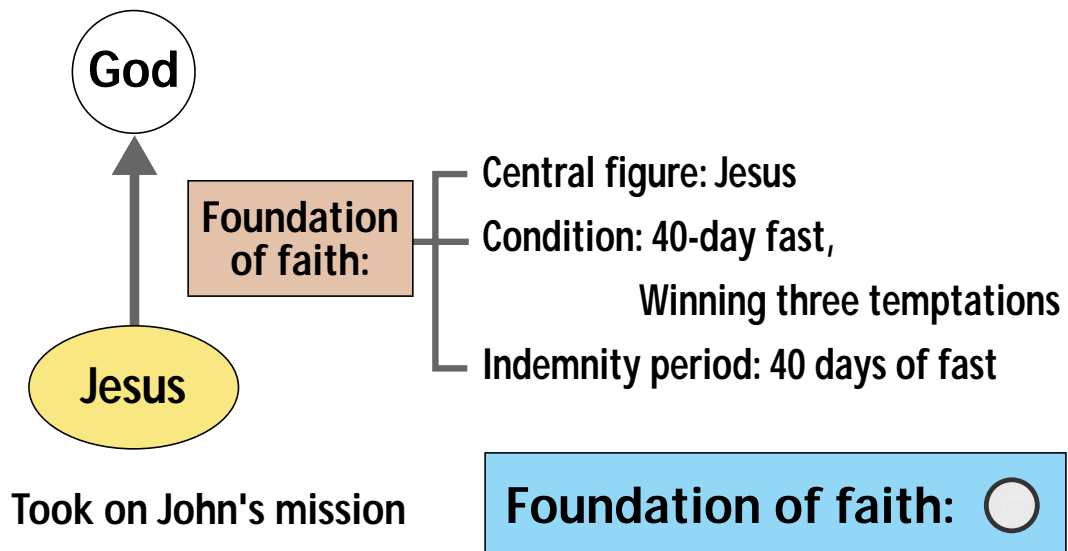 God
Foundation
of faith:
Central figure: Jesus
Condition: 40-day fast,
Winning three temptations
Indemnity period: 40 days of fast
Jesus
Took on John's mission
Foundation of faith: